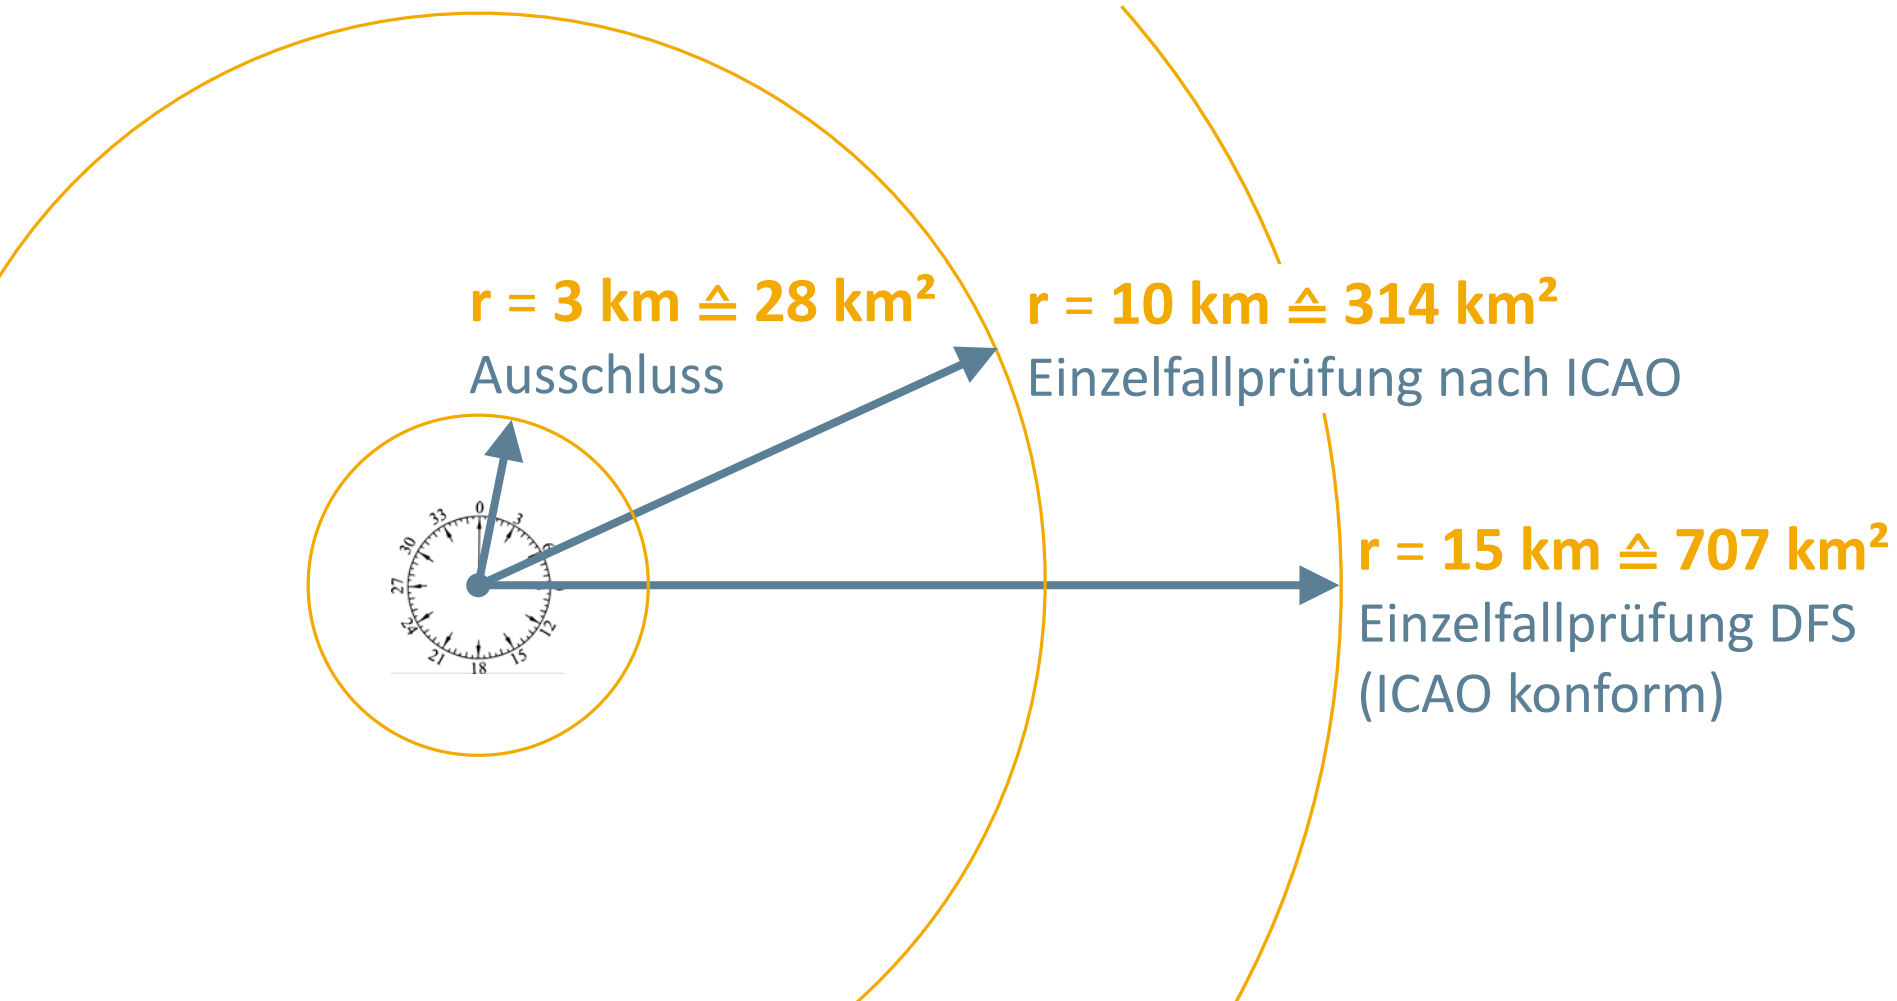 r = 3 km ≙ 28 km²
Ausschluss
r = 10 km ≙ 314 km²
Einzelfallprüfung nach ICAO
r = 15 km ≙ 707 km²
Einzelfallprüfung DFS
(ICAO konform)
0
3
6
12
15
18
21
24
27
30
33